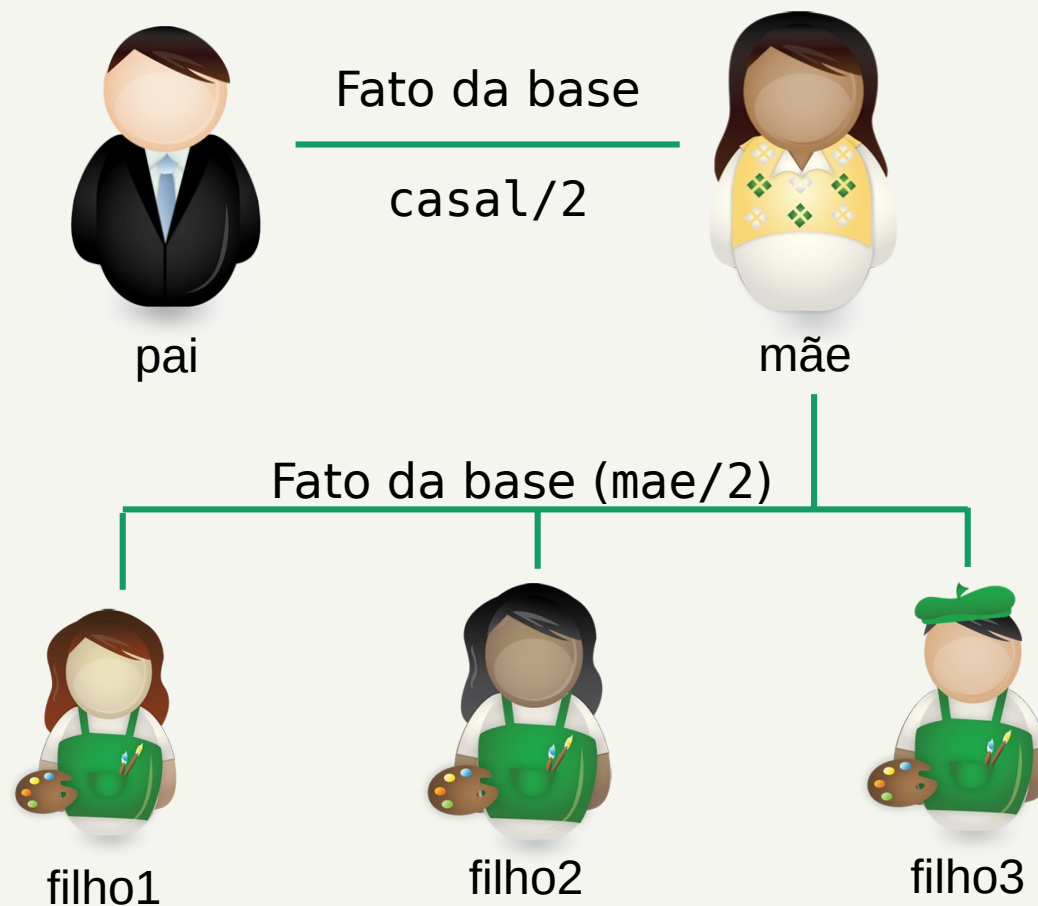 Fato da base
casal/2
pai
mãe
Fato da base (mae/2)
filho1
filho2
filho3